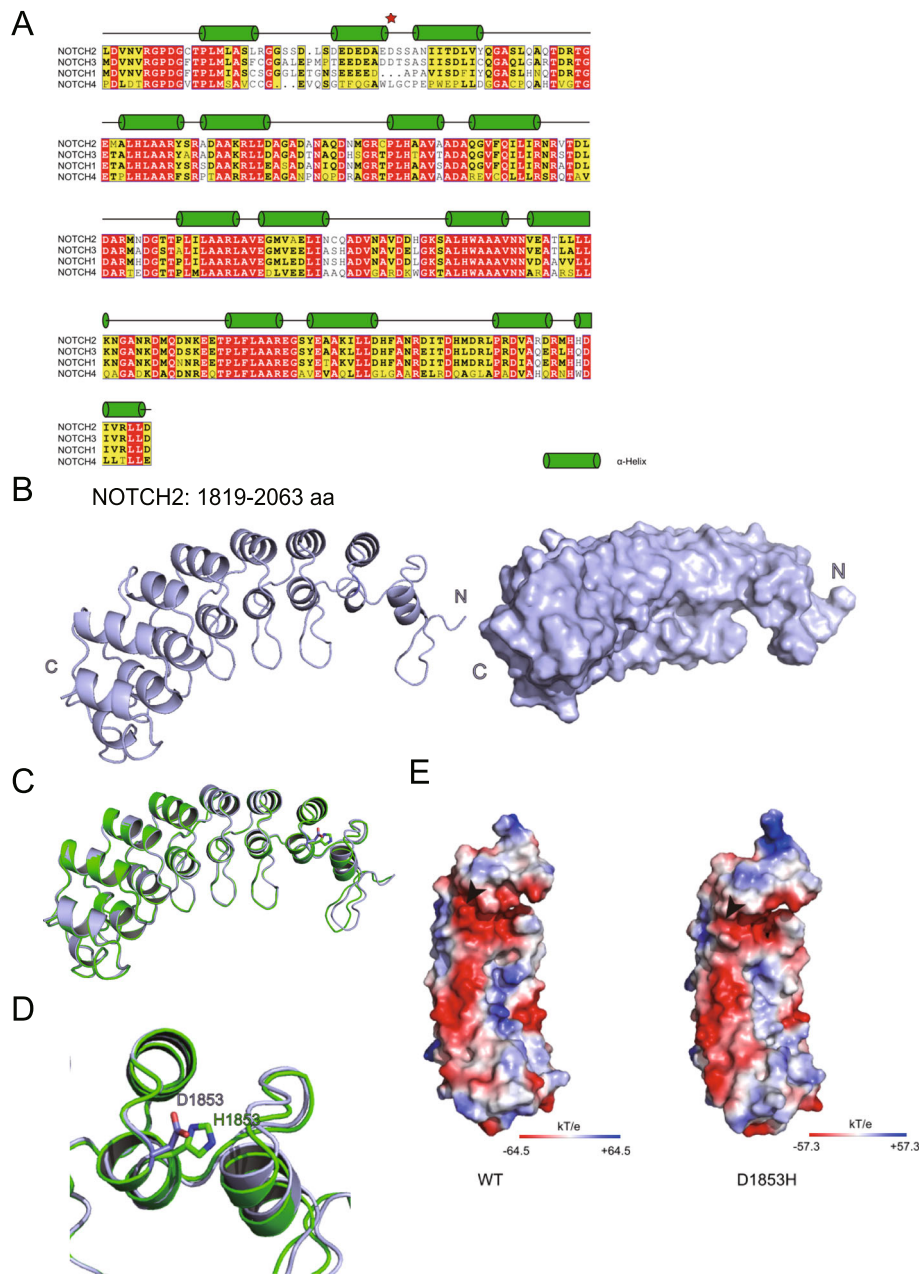 A
NOTCH2 LDVNVRGPDGCTPLMLASLRGGSSD.LSDEDEDAEDSSANIITDLVYQGASLQAQTDRTG
NOTCH3 MDVNVRGPDGFTPLMLASFCGGALEPMPTEEDEADDTSASIISDLICQGAQLGARTDRTG
NOTCH1 MDVNVRGPDGFTPLMIASCSGGGLETGNSEEEED..APAVISDFIYQGASLHNQTDRTG
NOTCH4 PDLDTRGPDGVTPLMSAVCCG..EVQSGTFQGAWLGCPEPWEPLLDGGACPQAHTVGTG
NOTCH2 EMALHLAARYSRADAAKRLLDAGADANAQDNMGRCPLHAAVAADAQGVFQILIRNRVTDL
NOTCH3 ETALHLAARYARADAAKRLLDAGADTNAQDHSGRTPLHTAVTADAQGVFQILIRNRSTDL
NOTCH1 ETALHLAARYSRSDAAKRLLEASADANIQDNMGRTPLHAAVSADAQGVFQILIRNRATDL
NOTCH4 ETPLHLAARFSRPTAARRLLEAGANPNQPDRAGRTPLHAAVAADAREVCQLLLRSRQTAV
NOTCH2 DARMNDGTTPLILAARLAVEGMVAELINCQADVNAVDDHGKSALHWAAAVNNVEATLLLL
NOTCH3 DARMADGSTALILAARLAVEGMVEELIASHADVNAVDELGKSALHWAAAVNNVEATLALL
NOTCH1 DARMHDGTTPLILAARLAVEGMLEDLINSHADVNAVDDLGKSALHWAAAVNNVDAAVVLL
NOTCH4 DARTEDGTTPLMLAARLAVEDLVEELIAAQADVGARDKWGKTALHWAAAVNNARAARSLL
NOTCH2 KNGANRDMQDNKEETPLFLAAREGSYEAAKILLDHFANRDITDHMDRLPRDVARDRMHHD
NOTCH3 KNGANKDMQDSKEETPLFLAAREGSYEAAKLLLDHFANREITDHLDRLPRDVAQERLHQD
NOTCH1 KNGANKDMQNNREETPLFLAAREGSYETAKVLLDHFANRDITDHMDRLPRDIAQERMHHD
NOTCH4 QAGADKDAQDNREQTPLFLAAREGAVEVAQLLLGLGAARELRDQAGLAPADVAHQRNHWD
NOTCH2 IVRLLD
NOTCH3 IVRLLD
NOTCH1 IVRLLD
NOTCH4 LLTLLE
α-Helix
B
NOTCH2: 1819-2063 aa
N
C
N
C
C
D
D1853
H1853
E
kT/e
-64.5 +64.5
WT
kT/e
-57.3 +57.3
D1853H